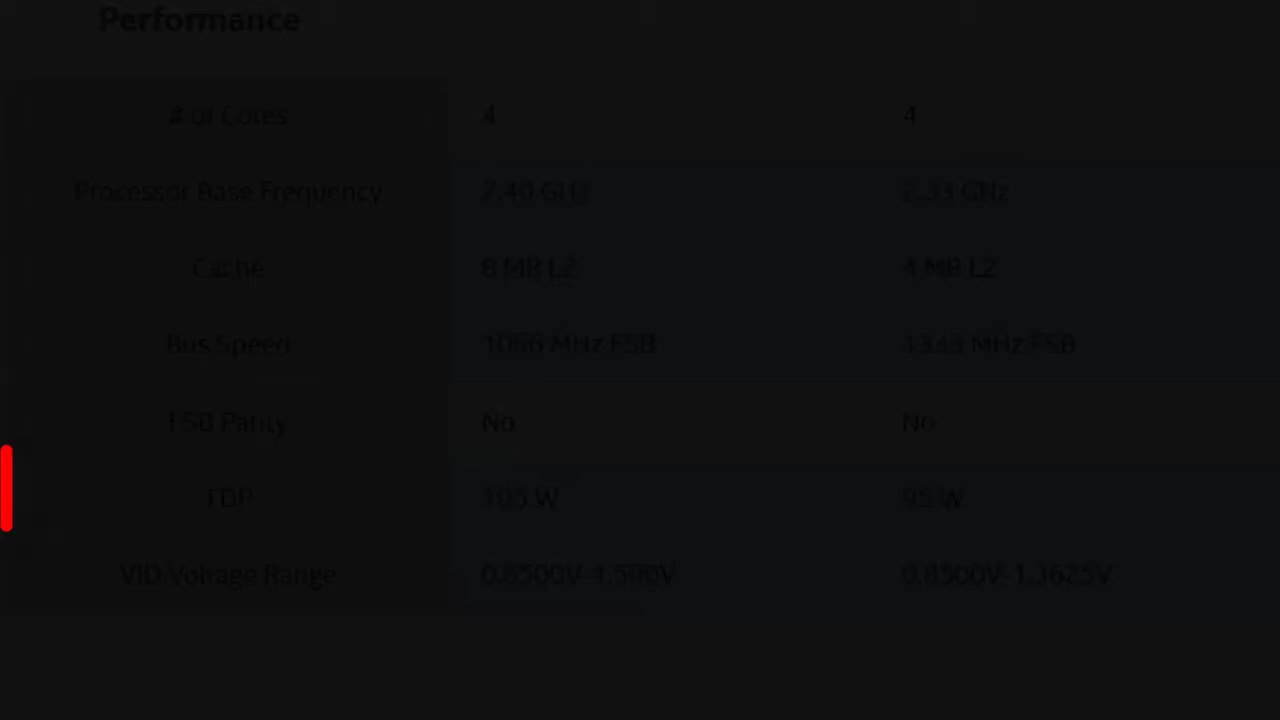 Performance
# of Cores 4 4
Processor Base Frequency 2.40 GHz 2.33 GHz
Cache 8 MB L2 4 MB L2
Bus Speed 1066 MHz FSB 1333 MHz FSB
FSB Parity No No
TDP 105 W 95 W
VID Voltage Range 0.8500V-1.500V 0.8500V-1.3625V